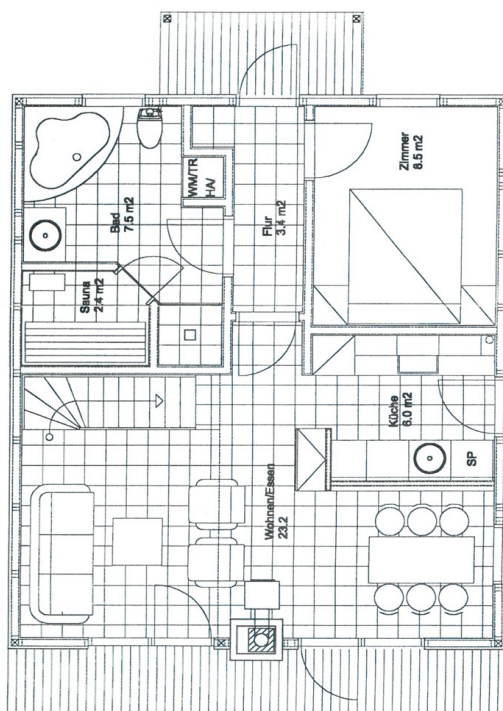 Zimmer
8.5 m2
WM/TR
HA/
Bad
7.5 m2
Flur
3.4 m2
Sauna
2.4 m2
Küche
6.0 m2
SP
Wohnen/Essen
23.2